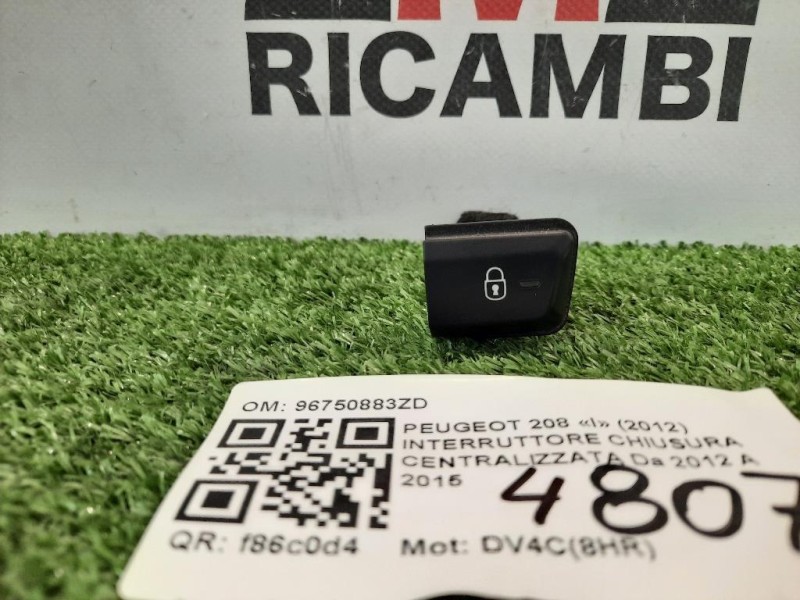 RICAMBI
OM: 96750883ZD
PEUGEOT 208 «I» (2012)
INTERRUTTORE CHIUSURA
CENTRALIZZATA Da 2012 A
2015
4807
QR: f86c0d4
Mot: DV4C(8HR)